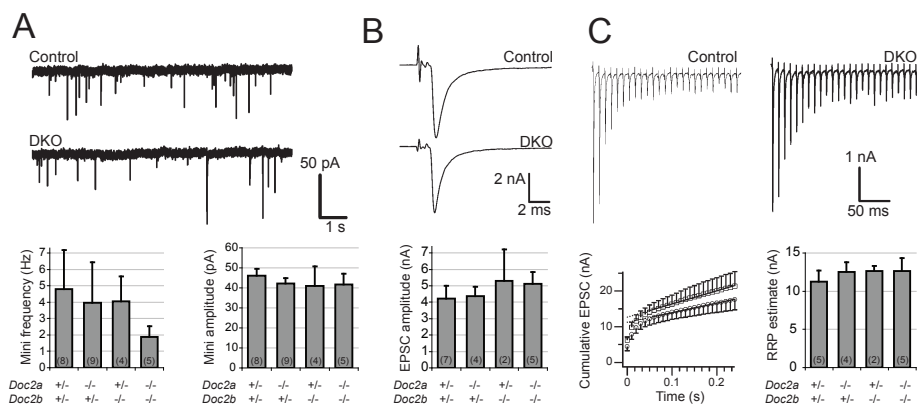 A
Control
DKO
50 pA
1 s
Mini frequency (Hz)
7
6
5
4
3
2
1
0
(8) (9) (4) (5)
Doc2a +/- -/- +/- -/-
Doc2b +/- +/- -/- -/-
Mini amplitude (pA)
60
50
40
30
20
10
0
(8) (9) (4) (5)
+/- -/- +/- -/-
+/- +/- -/- -/-
B
Control
DKO
2 nA
2 ms
EPSC amplitude (nA)
7
6
5
4
3
2
1
0
(7) (4) (2) (5)
Doc2a +/- -/- +/- -/-
Doc2b +/- +/- -/- -/-
C
Control
DKO
1 nA
50 ms
Cumulative EPSC (nA)
20
10
0
0 0.1 0.2
Time (s)
RRP estimate (nA)
15
10
5
0
(5) (4) (2) (5)
Doc2a +/- -/- +/- -/-
Doc2b +/- +/- -/- -/-